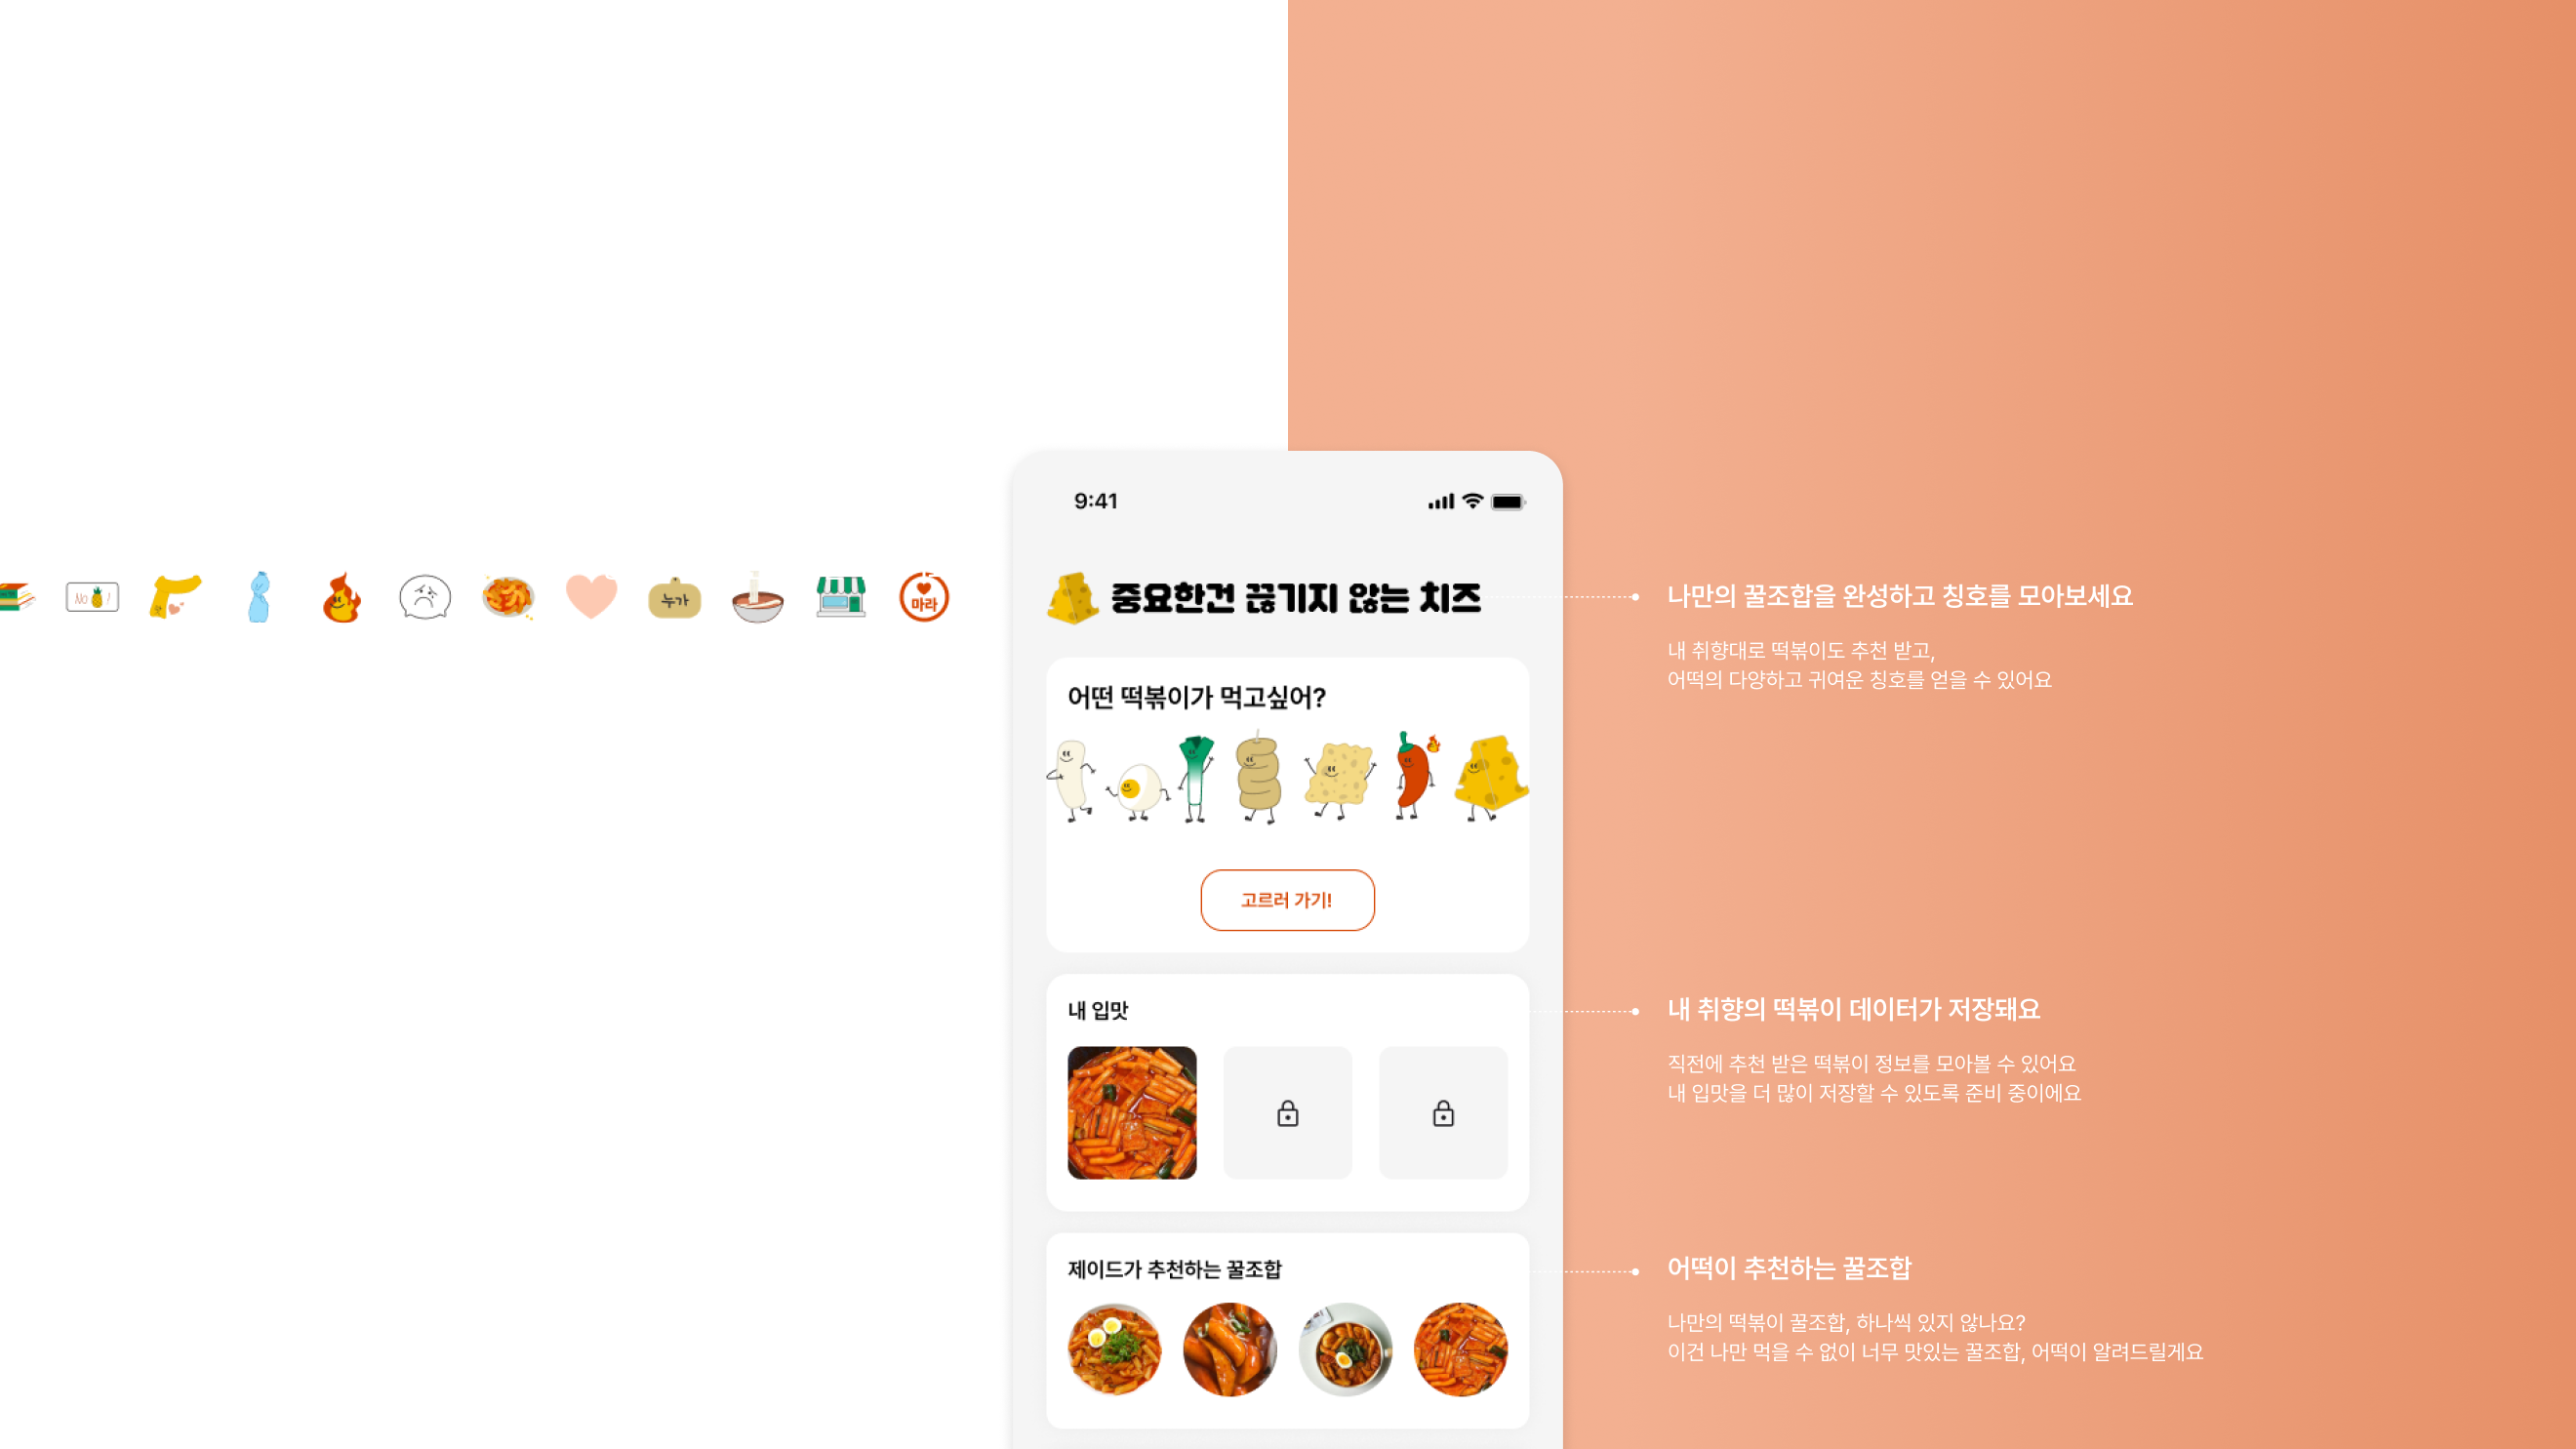 9:41
No !
누가
마라
중요한건 끊기지 않는 치즈
어떤 떡볶이가 먹고싶어?
고르러 가기!
내 입맛
제이드가 추천하는 꿀조합
나만의 꿀조합을 완성하고 칭호를 모아보세요
내 취향대로 떡볶이도 추천 받고,
어떡의 다양하고 귀여운 칭호를 얻을 수 있어요
내 취향의 떡볶이 데이터가 저장돼요
직전에 추천 받은 떡볶이 정보를 모아볼 수 있어요
내 입맛을 더 많이 저장할 수 있도록 준비 중이에요
어떡이 추천하는 꿀조합
나만의 떡볶이 꿀조합, 하나씩 있지 않나요?
이건 나만 먹을 수 없이 너무 맛있는 꿀조합, 어떡이 알려드릴게요